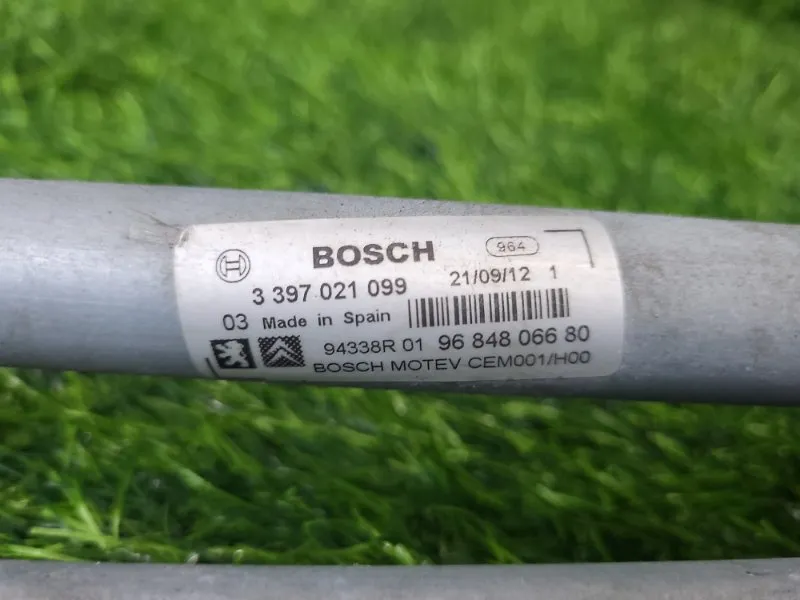 BOSCH 964
3 397 021 099 21/09/12 1
03 Made in Spain
94338R 01 96 848 066 80
BOSCH MOTEV CEM001/H00